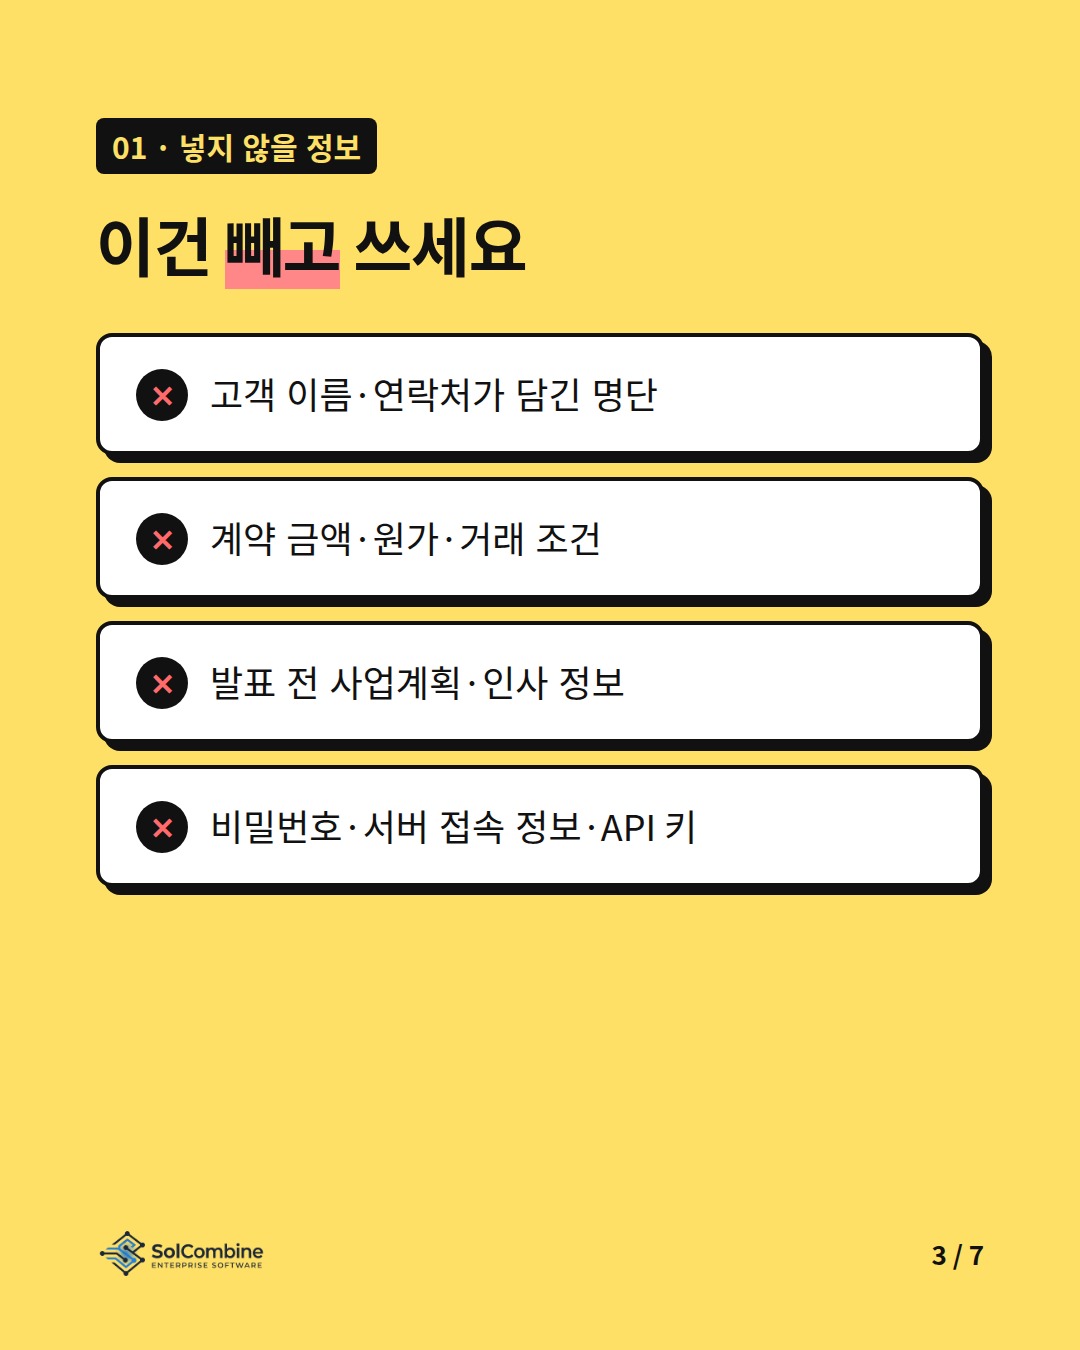 01 · 넣지 않을 정보
이건 빼고 쓰세요
고객 이름·연락처가 담긴 명단
계약 금액·원가·거래 조건
발표 전 사업계획·인사 정보
비밀번호·서버 접속 정보·API 키
SolCombine
ENTERPRISE SOFTWARE
3 / 7